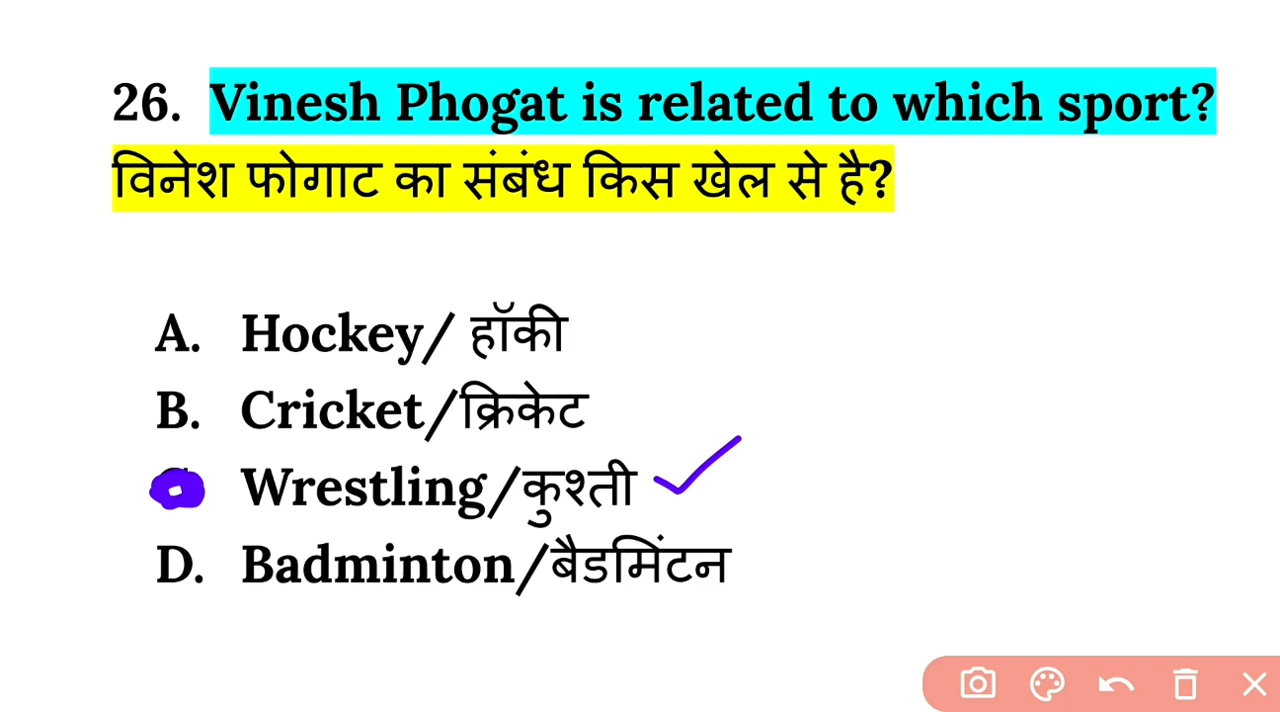 26. Vinesh Phogat is related to which sport?
विनेश फोगाट का संबंध किस खेल से है?
A. Hockey/ हॉकी
B. Cricket/क्रिकेट
Wrestling/कुश्ती
D. Badminton/बैडमिंटन